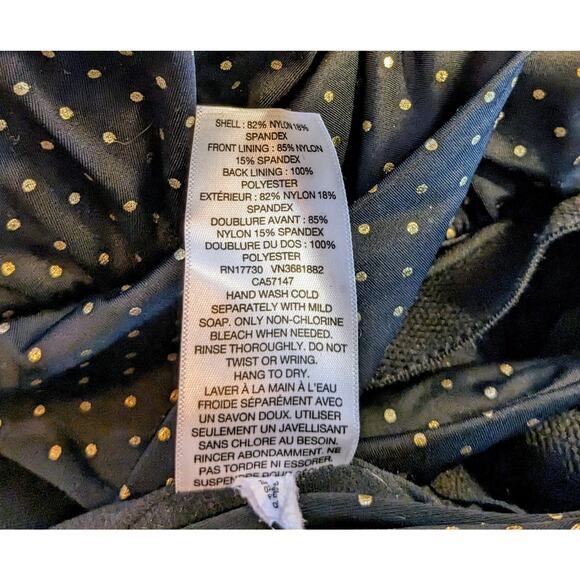 SHELL : 82% NYLON 18%
SPANDEX
FRONT LINING : 85% NYLON
15% SPANDEX
BACK LINING : 100%
POLYESTER
EXTÉRIEUR : 82% NYLON 18%
SPANDEX
DOUBLURE AVANT : 85%
NYLON 15% SPANDEX
DOUBLURE DU DOS : 100%
POLYESTER
RN17730 VN3681882
CA57147
HAND WASH COLD
SEPARATELY WITH MILD
SOAP. ONLY NON-CHLORINE
BLEACH WHEN NEEDED.
RINSE THOROUGHLY. DO NOT
TWIST OR WRING.
HANG TO DRY.
LAVER À LA MAIN À L'EAU
FROIDE SÉPARÉMENT AVEC
UN SAVON DOUX. UTILISER
SEULEMENT UN JAVELLISANT
SANS CHLORE AU BESOIN.
RINCER ABONDAMMENT. NE
PAS TORDRE NI ESSORER.
SUSPENDRE POUR